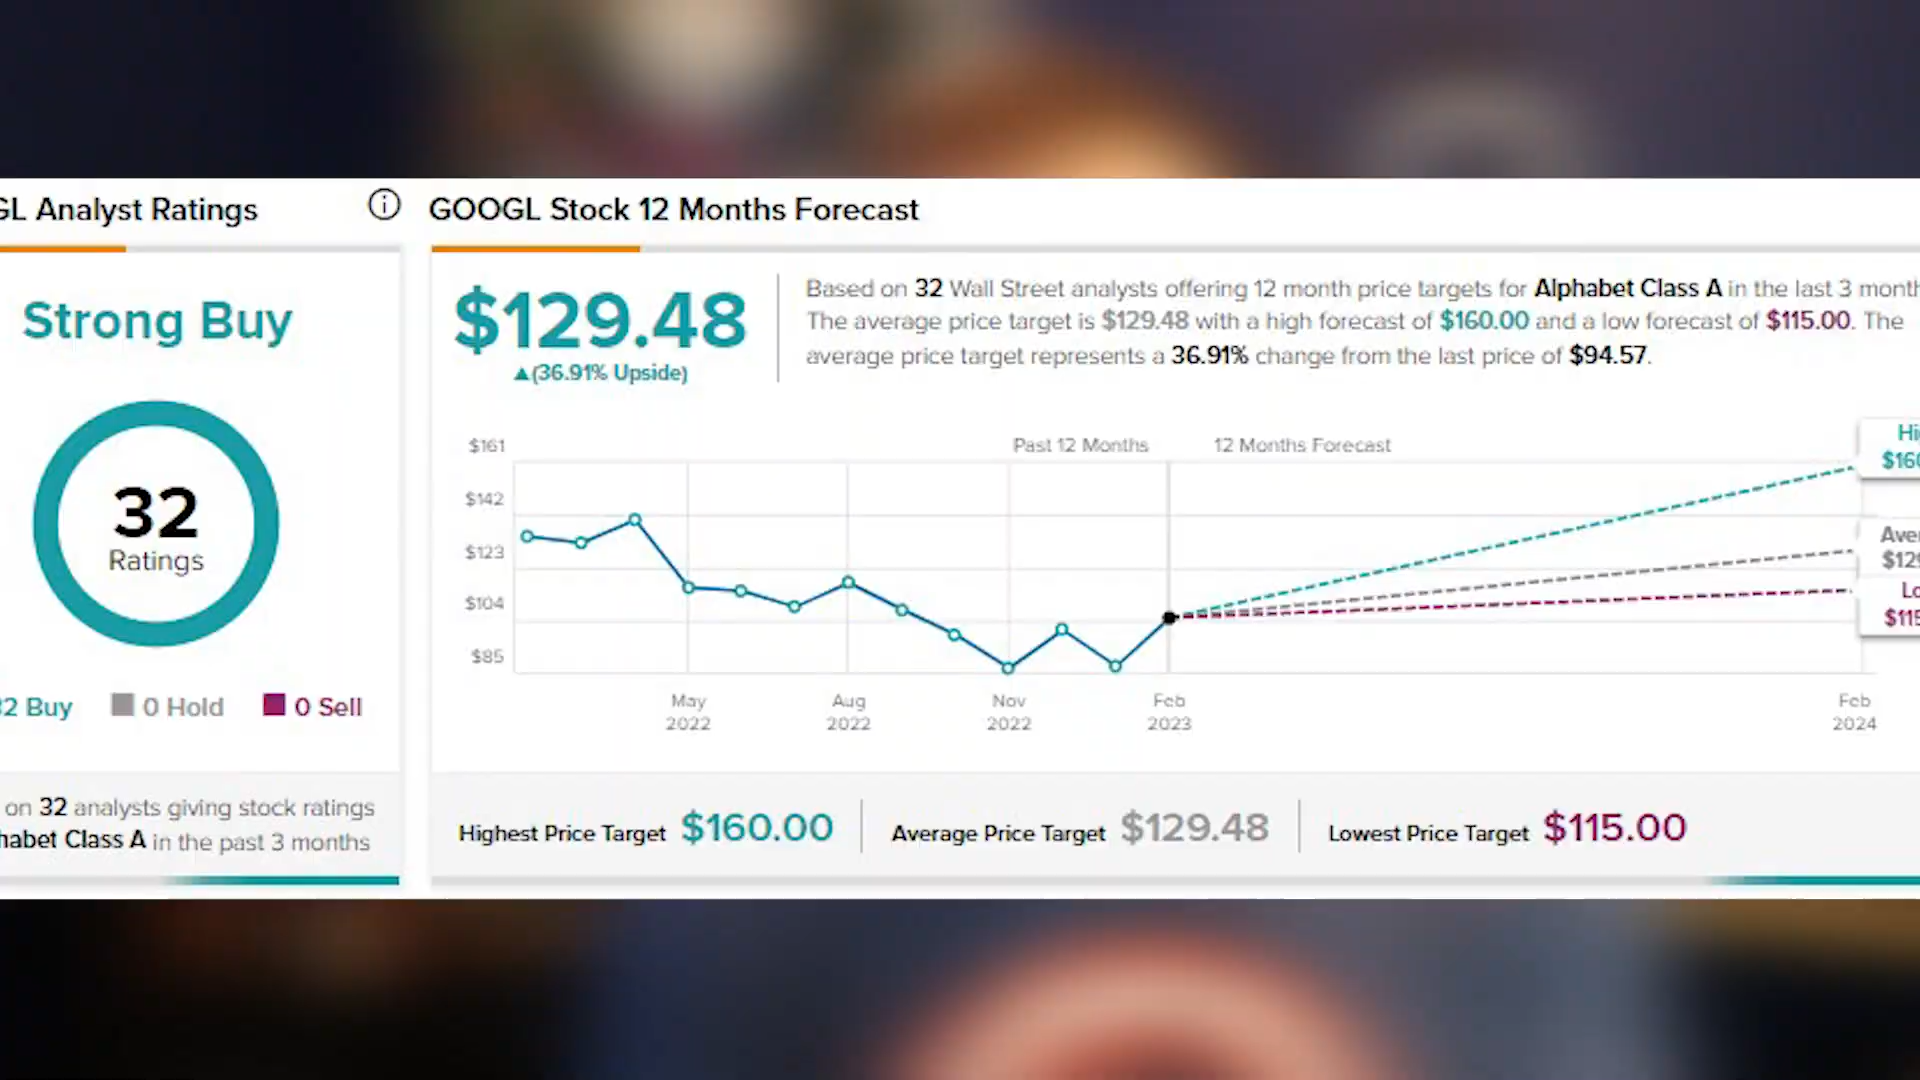 GL Analyst Ratings
Strong Buy
32
Ratings
2 Buy
0 Hold
0 Sell
on 32 analysts giving stock ratings
habet Class A in the past 3 months
GOOGL Stock 12 Months Forecast
$129.48
▲(36.91% Upside)
Based on 32 Wall Street analysts offering 12 month price targets for Alphabet Class A in the last 3 month
The average price target is $129.48 with a high forecast of $160.00 and a low forecast of $115.00. The
average price target represents a 36.91% change from the last price of $94.57.
Past 12 Months
12 Months Forecast
$161
$142
$123
$104
$85
May
2022
Aug
2022
Nov
2022
Feb
2023
Feb
2024
Hi
$160
Aver
$129
Lo
$115
Highest Price Target $160.00
Average Price Target $129.48
Lowest Price Target $115.00